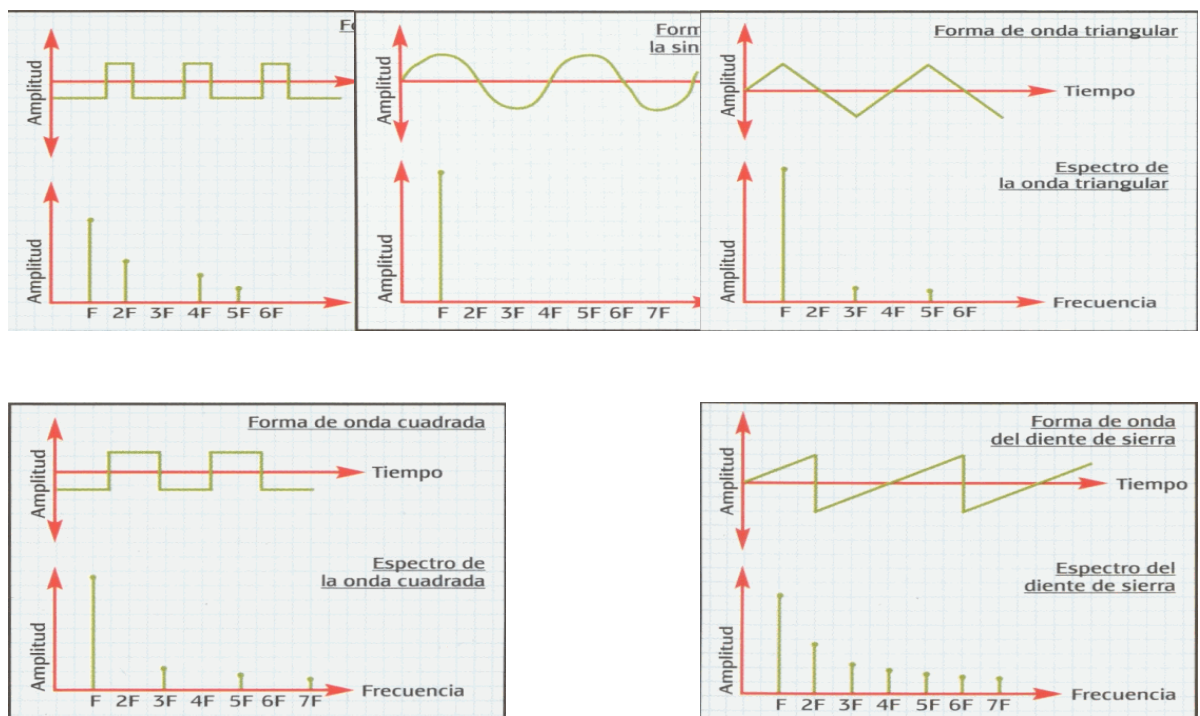 Amplitud
Amplitud
F 2F 3F 4F 5F 6F
Form
la sin
Amplitud
Amplitud
F 2F 3F 4F 5F 6F 7F
Forma de onda triangular
Amplitud
Tiempo
Espectro de
la onda triangular
Amplitud
Frecuencia
F 2F 3F 4F 5F 6F
Forma de onda cuadrada
Amplitud
Tiempo
Espectro de
la onda cuadrada
Amplitud
Frecuencia
F 2F 3F 4F 5F 7F
Forma de onda
del diente de sierra
Amplitud
Tiempo
Espectro del
diente de sierra
Amplitud
Frecuencia
F 2F 3F 4F 5F 6F 7F